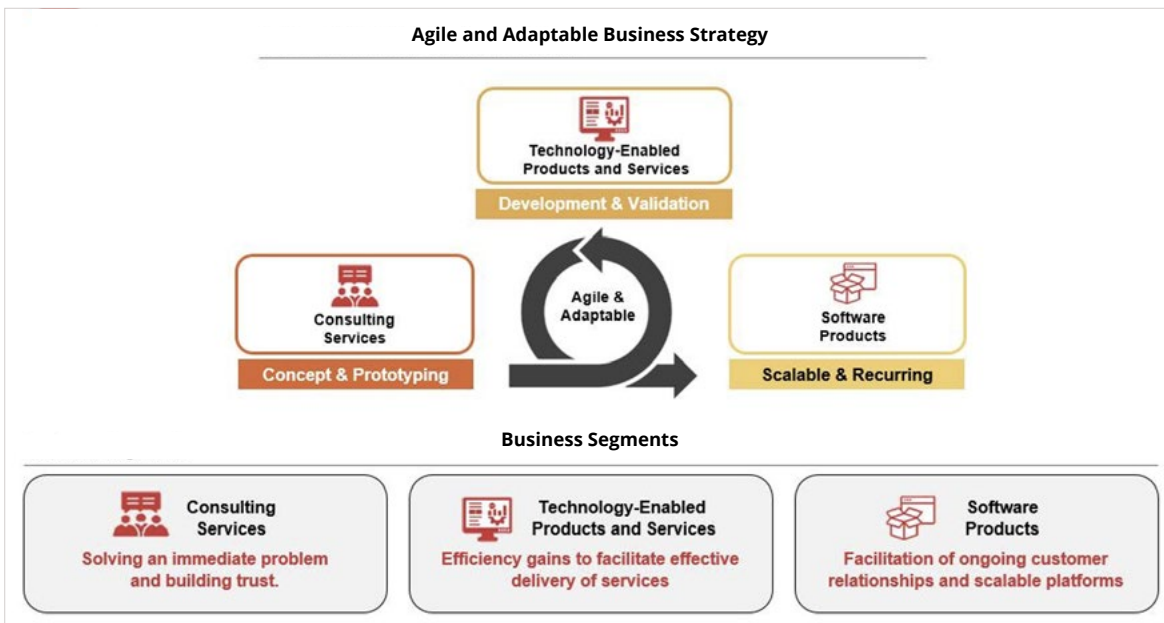 Agile and Adaptable Business Strategy
Technology-Enabled
Products and Services
Development & Validation
Consulting
Services
Concept & Prototyping
Agile &
Adaptable
Software
Products
Scalable & Recurring
Business Segments
Consulting
Services
Solving an immediate problem
and building trust.
Technology-Enabled
Products and Services
Efficiency gains to facilitate effective
delivery of services
Software
Products
Facilitation of ongoing customer
relationships and scalable platforms